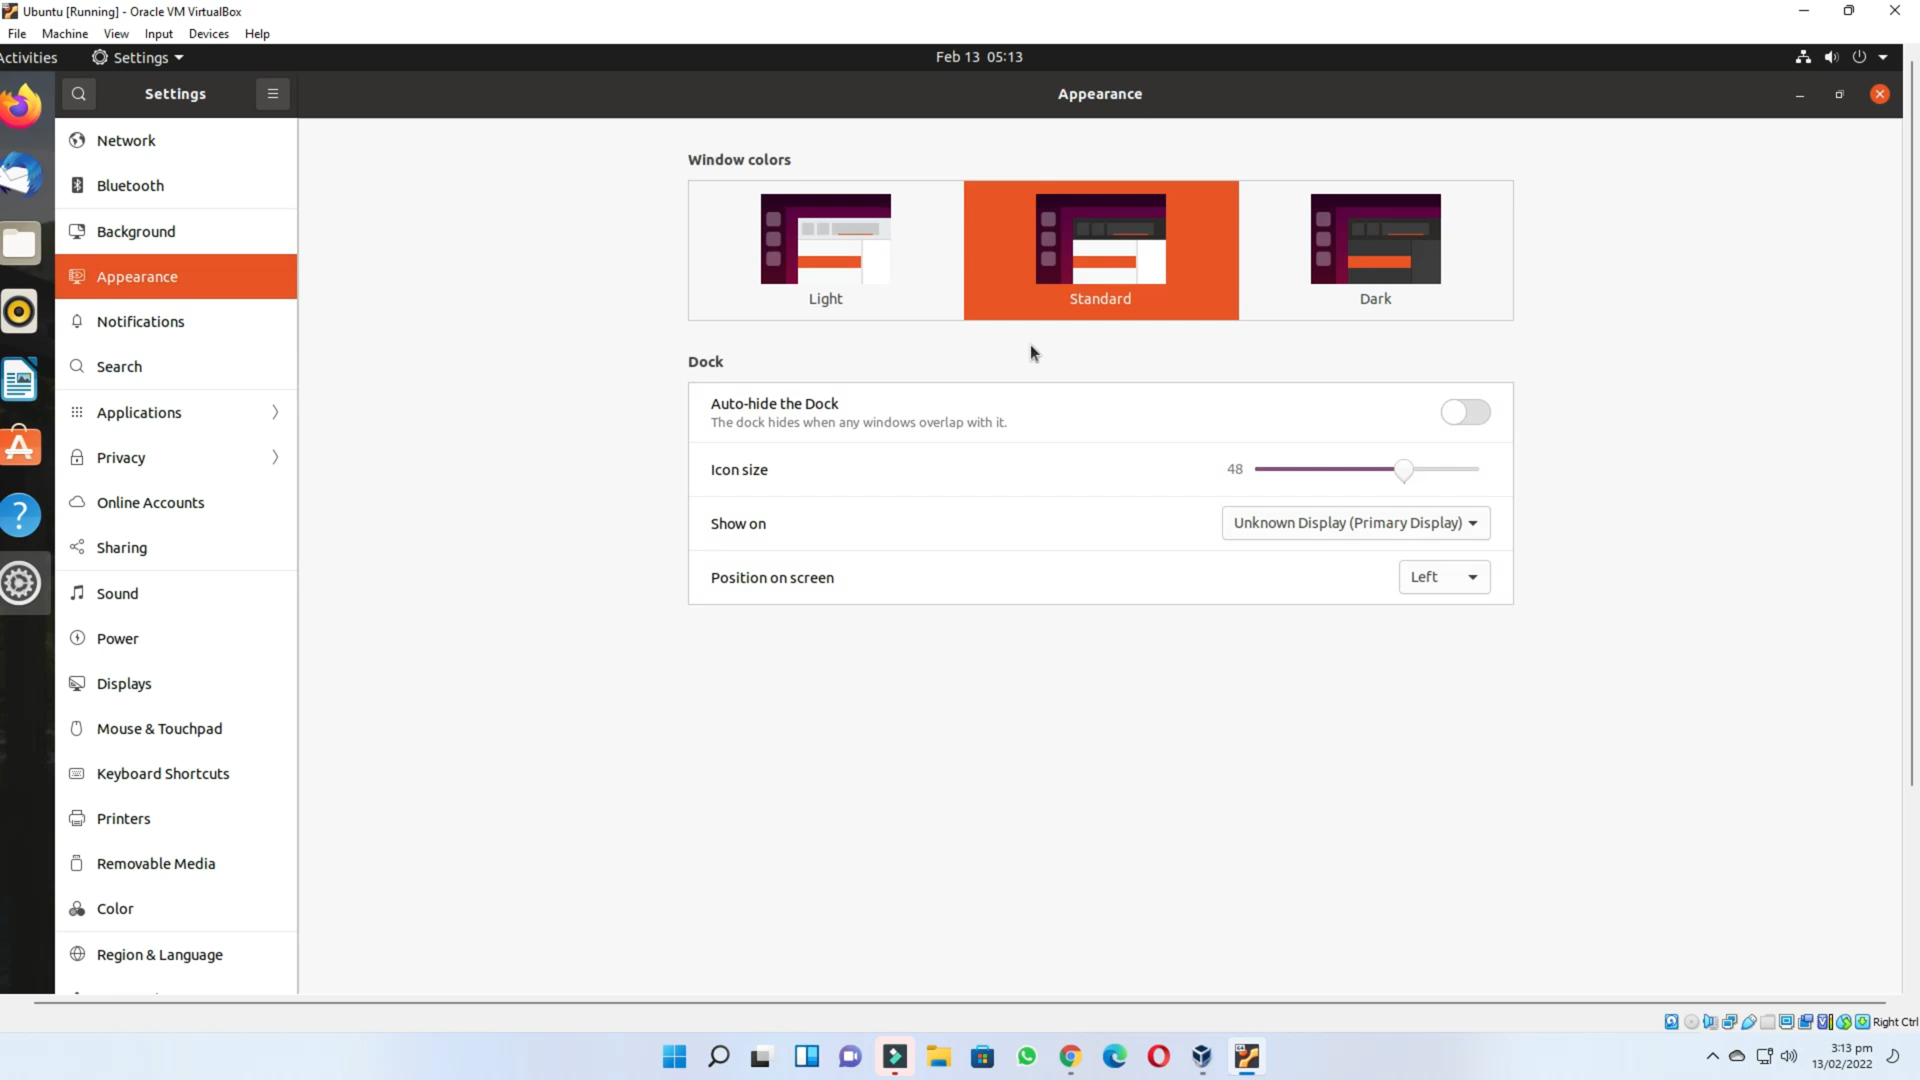 Ubuntu [Running] - Oracle VM VirtualBox
File Machine View Input Devices Help
Activities Settings Feb 13 05:13
Settings Appearance
Network
Bluetooth
Background
Appearance
Notifications
Search
Applications
Privacy
Online Accounts
Sharing
Sound
Power
Displays
Mouse & Touchpad
Keyboard Shortcuts
Printers
Removable Media
Color
Region & Language
Window colors
Light Standard Dark
Dock
Auto-hide the Dock
The dock hides when any windows overlap with it.
Icon size 48
Show on Unknown Display (Primary Display)
Position on screen Left
Right Ctrl
3:13 pm
13/02/2022